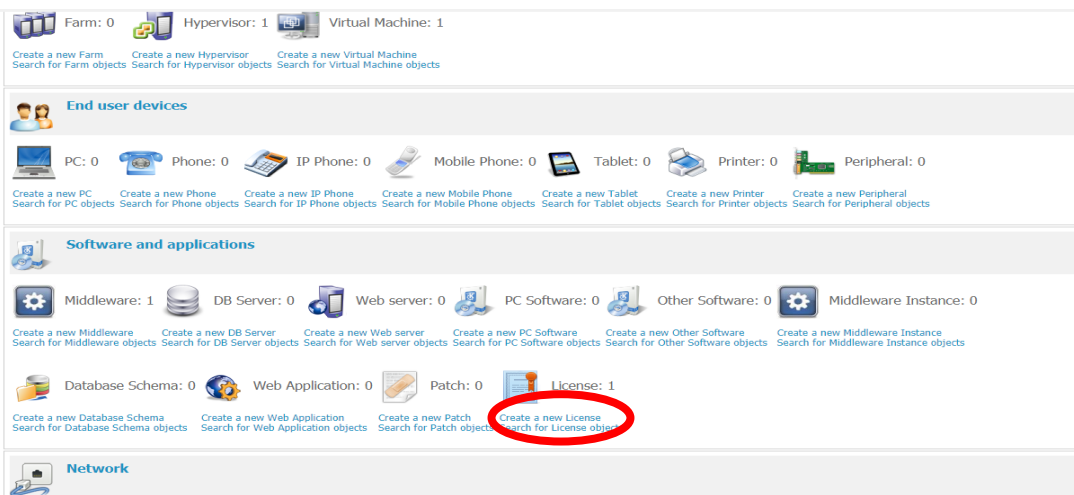 Farm: 0 Hypervisor: 1 Virtual Machine: 1
Create a new Farm Create a new Hypervisor Create a new Virtual Machine
Search for Farm objects Search for Hypervisor objects Search for Virtual Machine objects
End user devices
PC: 0 Phone: 0 IP Phone: 0 Mobile Phone: 0 Tablet: 0 Printer: 0 Peripheral: 0
Create a new PC Create a new Phone Create a new IP Phone Create a new Mobile Phone Create a new Tablet Create a new Printer Create a new Peripheral
Search for PC objects Search for Phone objects Search for IP Phone objects Search for Mobile Phone objects Search for Tablet objects Search for Printer objects Search for Peripheral objects
Software and applications
Middleware: 1 DB Server: 0 Web server: 0 PC Software: 0 Other Software: 0 Middleware Instance: 0
Create a new Middleware Create a new DB Server Create a new Web server Create a new PC Software Create a new Other Software Create a new Middleware Instance
Search for Middleware objects Search for DB Server objects Search for Web server objects Search for PC Software objects Search for Other Software objects Search for Middleware Instance objects
Database Schema: 0 Web Application: 0 Patch: 0 License: 1
Create a new Database Schema Create a new Web Application Create a new Patch Create a new License
Search for Database Schema objects Search for Web Application objects Search for Patch objects Search for License objects
Network